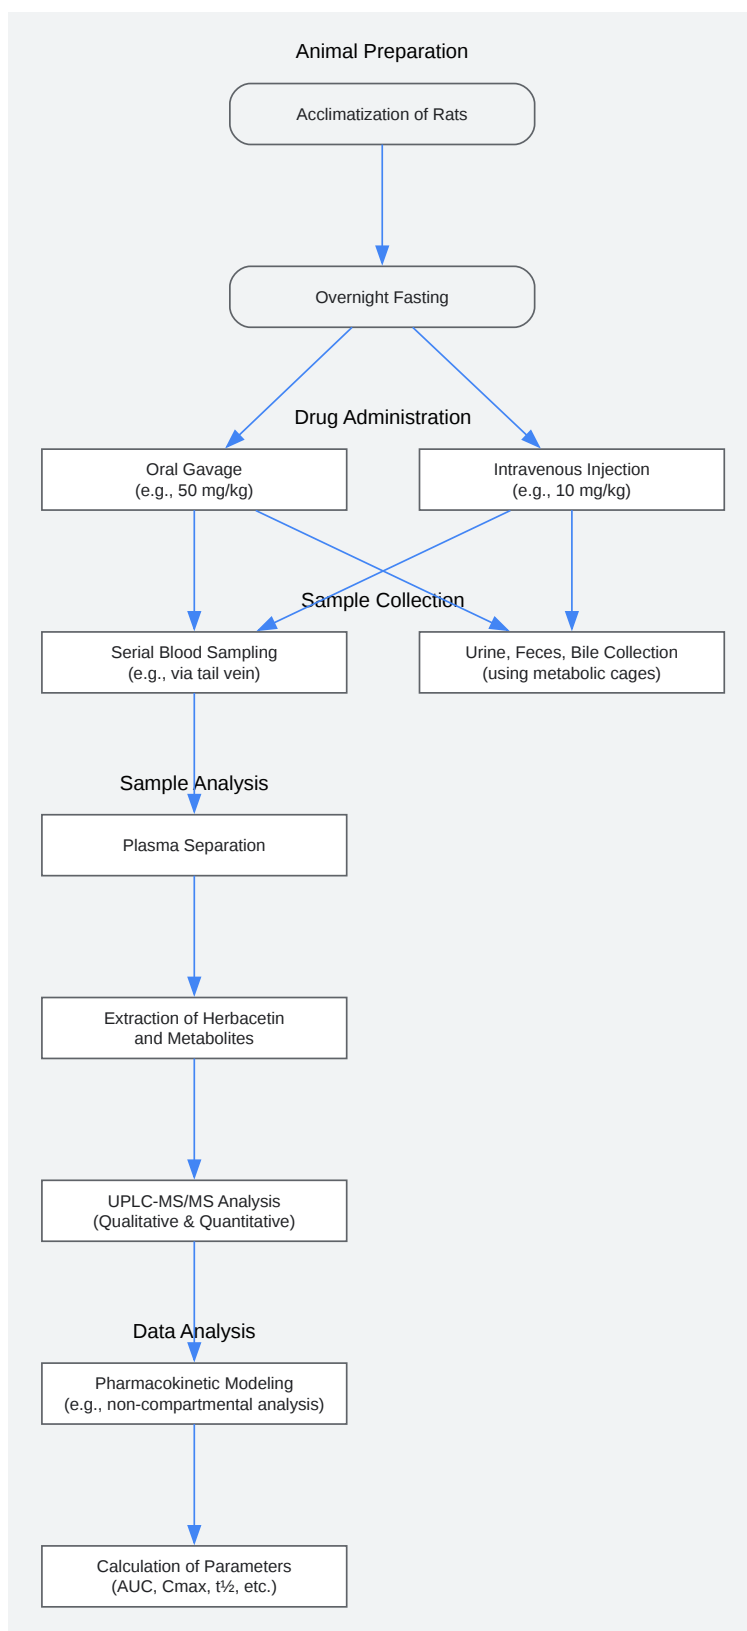 Animal Preparation
Acclimatization of Rats
Overnight Fasting
Drug Administration
Oral Gavage
(e.g., 50 mg/kg)
Intravenous Injection
(e.g., 10 mg/kg)
Sample Collection
Serial Blood Sampling
(e.g., via tail vein)
Urine, Feces, Bile Collection
(using metabolic cages)
Sample Analysis
Plasma Separation
Extraction of Herbacetin
and Metabolites
UPLC-MS/MS Analysis
(Qualitative & Quantitative)
Data Analysis
Pharmacokinetic Modeling
(e.g., non-compartmental analysis)
Calculation of Parameters
(AUC, Cmax, t½, etc.)